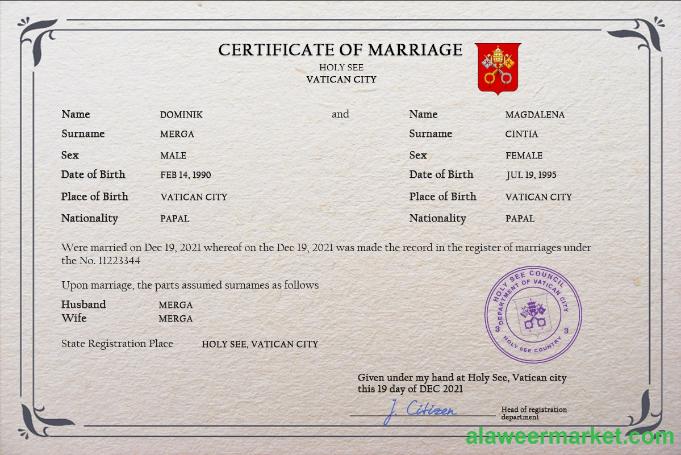 CERTIFICATE OF MARRIAGE
HOLY SEE
VATICAN CITY
Name DOMINIK and Name MAGDALENA
Surname MERGA Surname CINTIA
Sex MALE Sex FEMALE
Date of Birth FEB 14, 1990 Date of Birth JUL 19, 1995
Place of Birth VATICAN CITY Place of Birth VATICAN CITY
Nationality PAPAL Nationality PAPAL
Were married on Dec 19, 2021 whereof on the Dec 19, 2021 was made the record in the register of marriages under
the No. 11223344
Upon marriage, the parts assumed surnames as follows
Husband MERGA
Wife MERGA
HOLY SEE COUNCIL
DEPARTMENT OF VATICAN CITY
S 3
HOLY SEE COUNTRY
State Registration Place HOLY SEE, VATICAN CITY
Given under my hand at Holy See, Vatican city
this 19 day of DEC 2021
J. Citizen Head of registration
department
alaweermarket.com